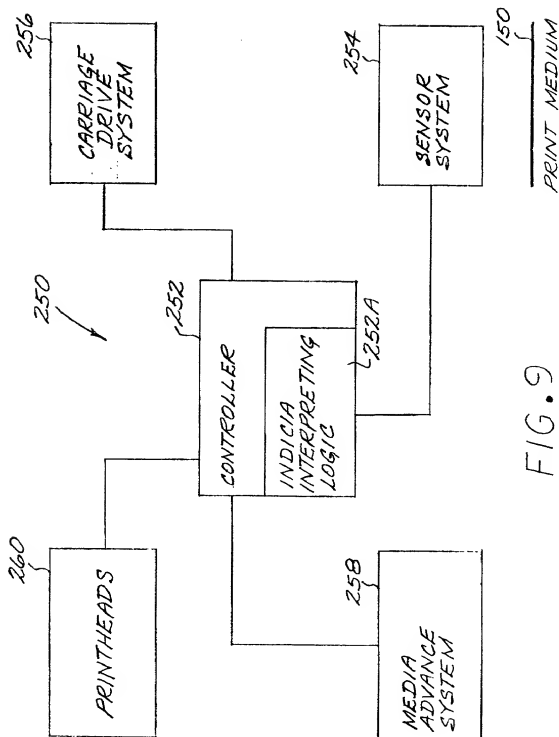 256
CARRIAGE
DRIVE
SYSTEM
254
SENSOR
SYSTEM
150
PRINT MEDIUM
250
252
CONTROLLER
INDICIA
INTERPRETING
LOGIC
252A
260
PRINTHEADS
258
MEDIA
ADVANCE
SYSTEM
FIG. 9